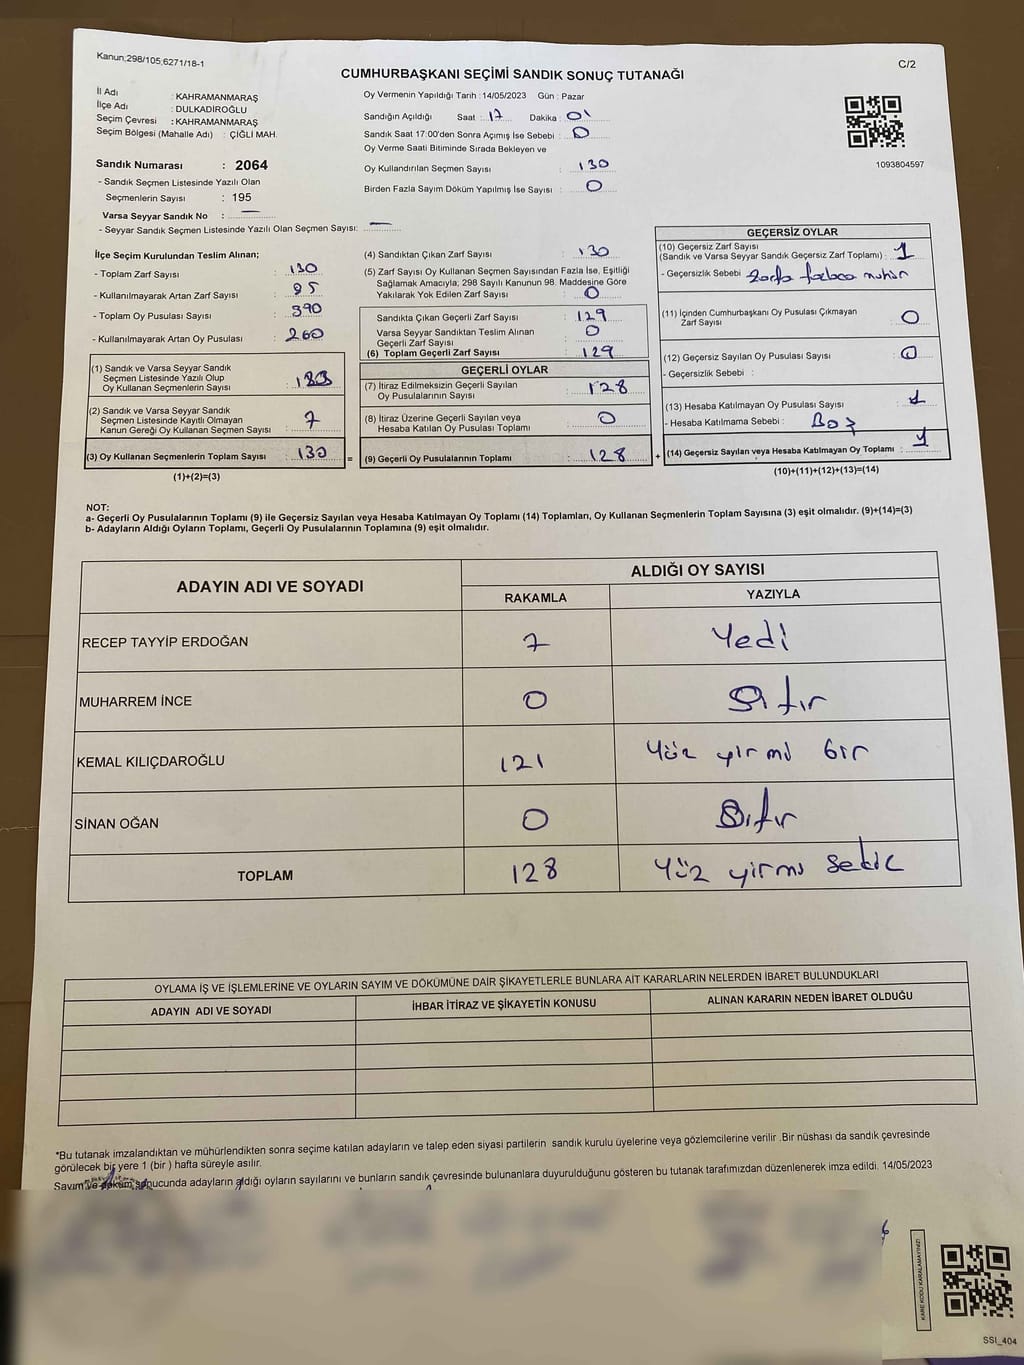 Kanun;298/105;6271/18-1
C/2
CUMHURBAŞKANI SEÇİMİ SANDIK SONUÇ TUTANAĞI
İl Adı : KAHRAMANMARAŞ
İlçe Adı : DULKADİROĞLU
Seçim Çevresi : KAHRAMANMARAŞ
Seçim Bölgesi (Mahalle Adı) : ÇİĞLİ MAH.
Sandık Numarası : 2064
- Sandık Seçmen Listesinde Yazılı Olan
Seçmenlerin Sayısı : 195
Varsa Seyyar Sandık No : —
- Seyyar Sandık Seçmen Listesinde Yazılı Olan Seçmen Sayısı: —
Oy Vermenin Yapıldığı Tarih : 14/05/2023 Gün : Pazar
Sandığın Açıldığı Saat : 17 Dakika : 01
Sandık Saat 17:00'den Sonra Açımış İse Sebebi : 0
Oy Verme Saati Bitiminde Sırada Bekleyen ve
Oy Kullandırılan Seçmen Sayısı : 130
Birden Fazla Sayım Döküm Yapılmış İse Sayısı : 0
1093804597
İlçe Seçim Kurulundan Teslim Alınan;
- Toplam Zarf Sayısı : 130
- Kullanılmayarak Artan Zarf Sayısı :
- Toplam Oy Pusulası Sayısı : 390
- Kullanılmayarak Artan Oy Pusulası : 260
(1) Sandık ve Varsa Seyyar Sandık
Seçmen Listesinde Yazılı Olup
Oy Kullanan Seçmenlerin Sayısı :
(2) Sandık ve Varsa Seyyar Sandık
Seçmen Listesinde Kayıtlı Olmayan
Kanun Gereği Oy Kullanan Seçmen Sayısı : 7
(3) Oy Kullanan Seçmenlerin Toplam Sayısı : 130
(1)+(2)=(3)
(4) Sandıktan Çıkan Zarf Sayısı : 130
(5) Zarf Sayısı Oy Kullanan Seçmen Sayısından Fazla İse, Eşitliği
Sağlamak Amacıyla; 298 Sayılı Kanunun 98. Maddesine Göre
Yakılarak Yok Edilen Zarf Sayısı : 0
Sandıkta Çıkan Geçerli Zarf Sayısı : 129
Varsa Seyyar Sandıktan Teslim Alınan
Geçerli Zarf Sayısı : 0
(6) Toplam Geçerli Zarf Sayısı : 129
GEÇERLİ OYLAR
(7) İtiraz Edilmeksizin Geçerli Sayılan
Oy Pusulalarının Sayısı : 128
(8) İtiraz Üzerine Geçerli Sayılan veya
Hesaba Katılan Oy Pusulaları Toplamı : 0
= (9) Geçerli Oy Pusulalarının Toplamı : 128 +
GEÇERSİZ OYLAR
(10) Geçersiz Zarf Sayısı
(Sandık ve Varsa Seyyar Sandık Geçersiz Zarf Toplamı) : 1
- Geçersizlik Sebebi : fazlaca mühür
(11) İçinden Cumhurbaşkanı Oy Pusulası Çıkmayan
Zarf Sayısı : 0
(12) Geçersiz Sayılan Oy Pusulası Sayısı : 0
- Geçersizlik Sebebi :
(13) Hesaba Katılmayan Oy Pusulası Sayısı : 1
- Hesaba Katılmama Sebebi : Boş
(14) Geçersiz Sayılan veya Hesaba Katılmayan Oy Toplamı : 1
(10)+(11)+(12)+(13)=(14)
NOT:
a- Geçerli Oy Pusulalarının Toplamı (9) ile Geçersiz Sayılan veya Hesaba Katılmayan Oy Toplamı (14) Toplamları, Oy Kullanan Seçmenlerin Toplam Sayısına (3) eşit olmalıdır. (9)+(14)=(3)
b- Adayların Aldığı Oyların Toplamı, Geçerli Oy Pusulalarının Toplamına (9) eşit olmalıdır.
ADAYIN ADI VE SOYADI
ALDIĞI OY SAYISI
RAKAMLA YAZIYLA
RECEP TAYYİP ERDOĞAN 7 Yedi
MUHARREM İNCE 0 Sıfır
KEMAL KILIÇDAROĞLU 121 Yüz yirmi bir
SİNAN OĞAN 0 Sıfır
TOPLAM 128 Yüz yirmi sekiz
OYLAMA İŞ VE İŞLEMLERİNE VE OYLARIN SAYIM VE DÖKÜMÜNE DAİR ŞİKAYETLERLE BUNLARA AİT KARARLARIN NELERDEN İBARET BULUNDUKLARI
ADAYIN ADI VE SOYADI İHBAR İTİRAZ VE ŞİKAYETİN KONUSU ALINAN KARARIN NEDEN İBARET OLDUĞU
*Bu tutanak imzalandıktan ve mühürlendikten sonra seçime katılan adayların ve talep eden siyasi partilerin sandık kurulu üyelerine veya gözlemcilerine verilir .Bir nüshası da sandık çevresinde
görülecek bir yere 1 (bir ) hafta süreyle asılır.
Sayım ve döküm sonucunda adayların aldığı oyların sayılarını ve bunların sandık çevresinde bulunanlara duyurulduğunu gösteren bu tutanak tarafımızdan düzenlenerek imza edildi. 14/05/2023
KARE KODU KARALAMAYINIZ!
SSI_404